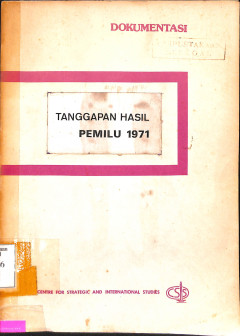 DOKUMENTASI
TANGGAPAN HASIL
PEMILU 1971
CENTRE FOR STRATEGIC AND INTERNATIONAL STUDIES
CSIS